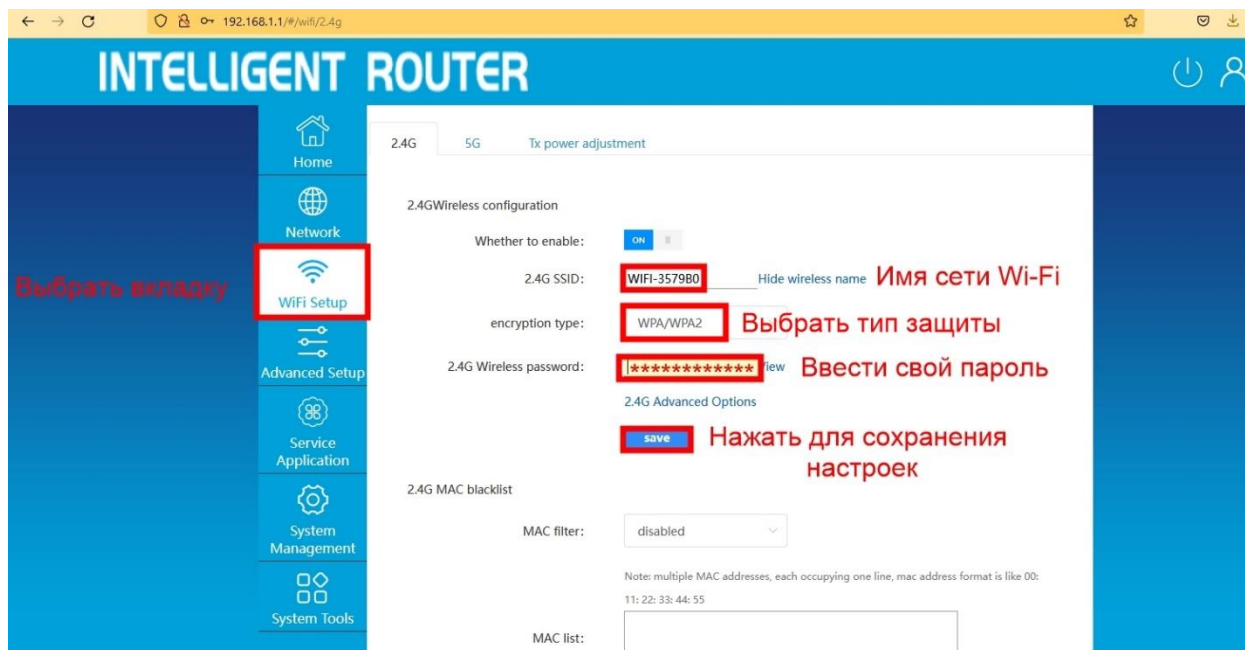 192.168.1.1/#/wifi/2.4g
INTELLIGENT ROUTER
Home
Network
WiFi Setup
Advanced Setup
Service
Application
System
Management
System Tools
Выбрать вкладку
2.4G 5G Tx power adjustment
2.4GWireless configuration
Whether to enable: ON
2.4G SSID: WIFI-3579B0 Hide wireless name Имя сети Wi-Fi
encryption type: WPA/WPA2 Выбрать тип защиты
2.4G Wireless password: ************ iew Ввести свой пароль
2.4G Advanced Options
save Нажать для сохранения
настроек
2.4G MAC blacklist
MAC filter: disabled
Note: multiple MAC addresses, each occupying one line, mac address format is like 00:
11: 22: 33: 44: 55
MAC list: